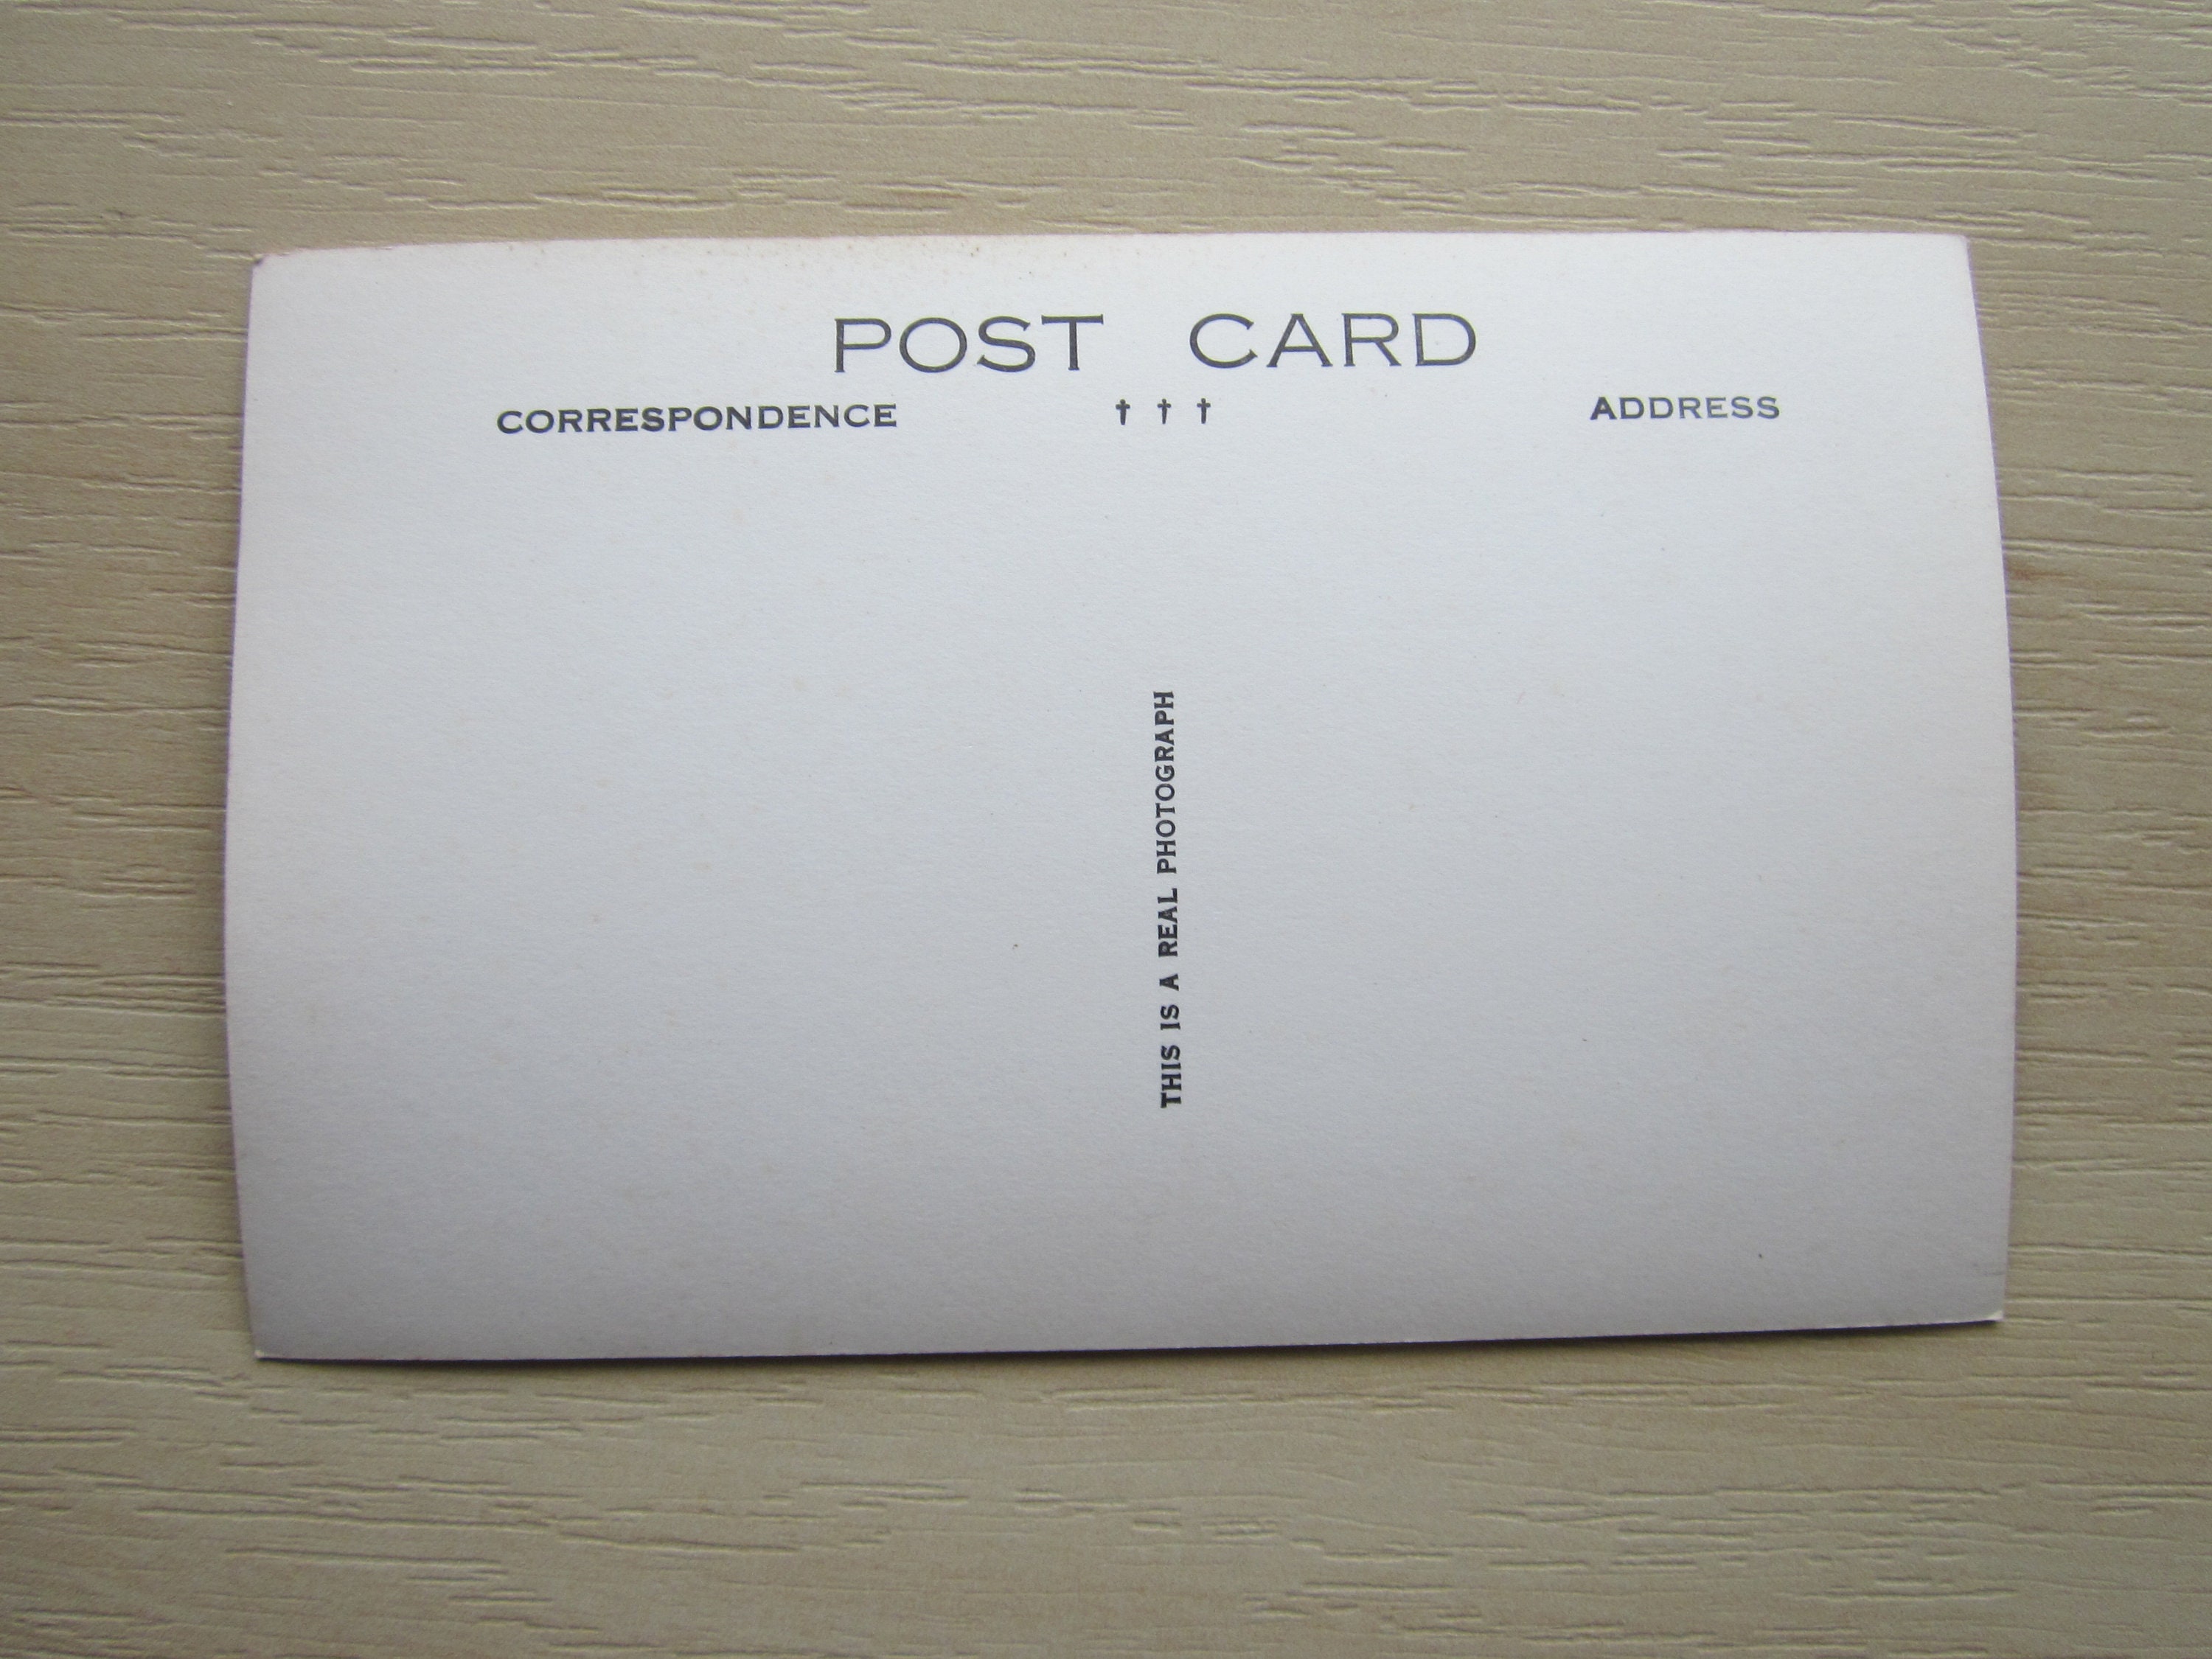 POST CARD
CORRESPONDENCE † † † ADDRESS
THIS IS A REAL PHOTOGRAPH